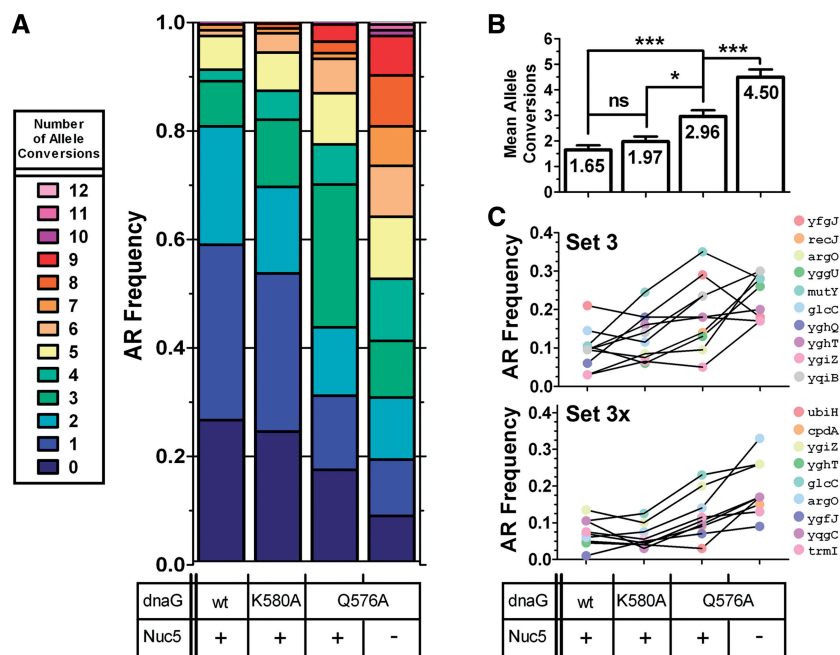 A
Number
of Allele
Conversions
12
11
10
9
8
7
6
5
4
3
2
1
0
AR Frequency
1.0
0.8
0.6
0.4
0.2
0.0
dnaG wt K580A Q576A
Nuc5 + + + -
B
Mean Allele
Conversions
6
5
4
3
2
1
0
*** ***
*
ns
1.65 1.97 2.96 4.50
C
Set 3
AR Frequency
0.4
0.3
0.2
0.1
0.0
yfgJ
recJ
argO
yggU
mutY
glcC
yghQ
yghT
ygiZ
yqiB
Set 3x
AR Frequency
0.4
0.3
0.2
0.1
0.0
ubiH
cpdA
ygiZ
yghT
glcC
argO
ygfJ
yqgC
trmI
dnaG wt K580A Q576A
Nuc5 + + + -